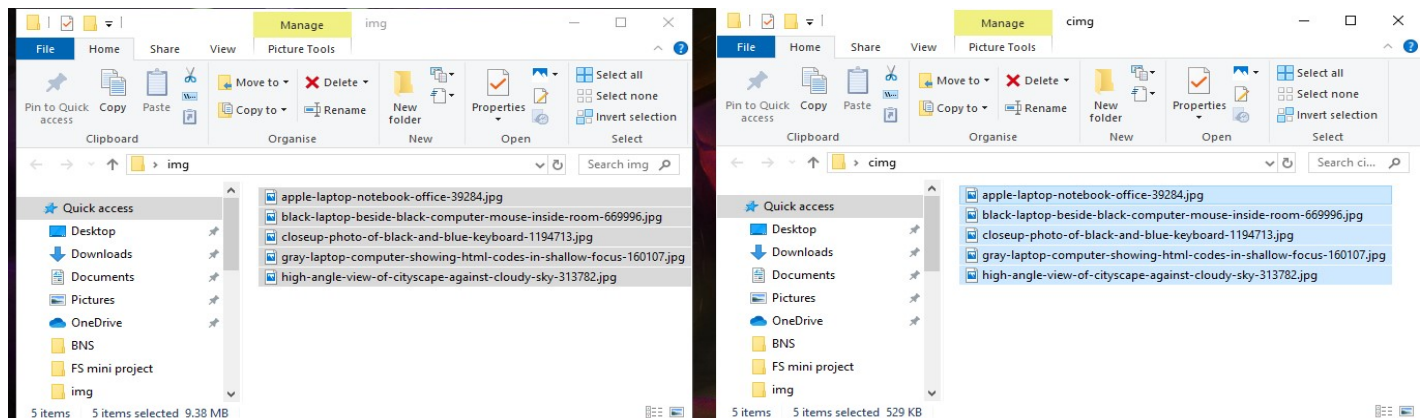 Manage img
File Home Share View Picture Tools
Pin to Quick access
Copy
Paste
Move to
Copy to
Delete
Rename
New folder
Properties
Select all
Select none
Invert selection
Clipboard Organise New Open Select
img
Search img
Quick access
Desktop
Downloads
Documents
Pictures
OneDrive
BNS
FS mini project
img
apple-laptop-notebook-office-39284.jpg
black-laptop-beside-black-computer-mouse-inside-room-669996.jpg
closeup-photo-of-black-and-blue-keyboard-1194713.jpg
gray-laptop-computer-showing-html-codes-in-shallow-focus-160107.jpg
high-angle-view-of-cityscape-against-cloudy-sky-313782.jpg
5 items 5 items selected 9.38 MB
Manage cimg
File Home Share View Picture Tools
Pin to Quick access
Copy
Paste
Move to
Copy to
Delete
Rename
New folder
Properties
Select all
Select none
Invert selection
Clipboard Organise New Open Select
cimg
Search ci...
Quick access
Desktop
Downloads
Documents
Pictures
OneDrive
BNS
FS mini project
img
apple-laptop-notebook-office-39284.jpg
black-laptop-beside-black-computer-mouse-inside-room-669996.jpg
closeup-photo-of-black-and-blue-keyboard-1194713.jpg
gray-laptop-computer-showing-html-codes-in-shallow-focus-160107.jpg
high-angle-view-of-cityscape-against-cloudy-sky-313782.jpg
5 items 5 items selected 529 KB